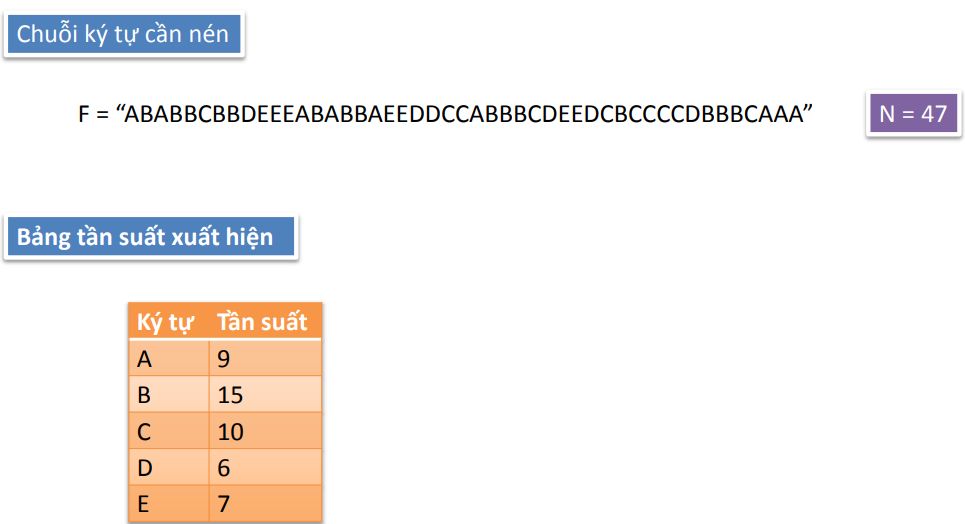 Chuỗi ký tự cần nén
F = “ABABBCBBDEEEABABBAEEDDCCABBBCDEEDCBCCCCDBBBCAAA”
N = 47
Bảng tần suất xuất hiện
Ký tự Tần suất
A 9
B 15
C 10
D 6
E 7